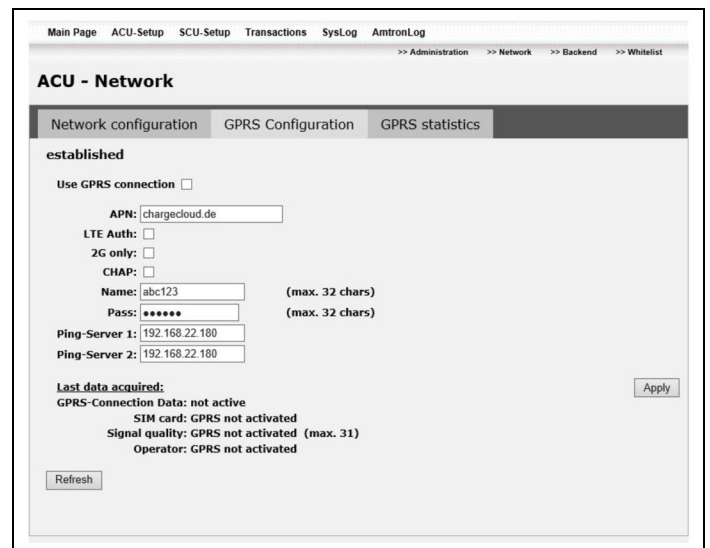 Main Page ACU-Setup SCU-Setup Transactions SysLog AmtronLog
>> Administration >> Network >> Backend >> Whitelist
ACU - Network
Network configuration GPRS Configuration GPRS statistics
established
Use GPRS connection
APN: chargecloud.de
LTE Auth:
2G only:
CHAP:
Name: abc123 (max. 32 chars)
Pass: ●●●●●● (max. 32 chars)
Ping-Server 1: 192.168.22.180
Ping-Server 2: 192.168.22.180
Last data acquired:
Apply
GPRS-Connection Data: not active
SIM card: GPRS not activated
Signal quality: GPRS not activated (max. 31)
Operator: GPRS not activated
Refresh